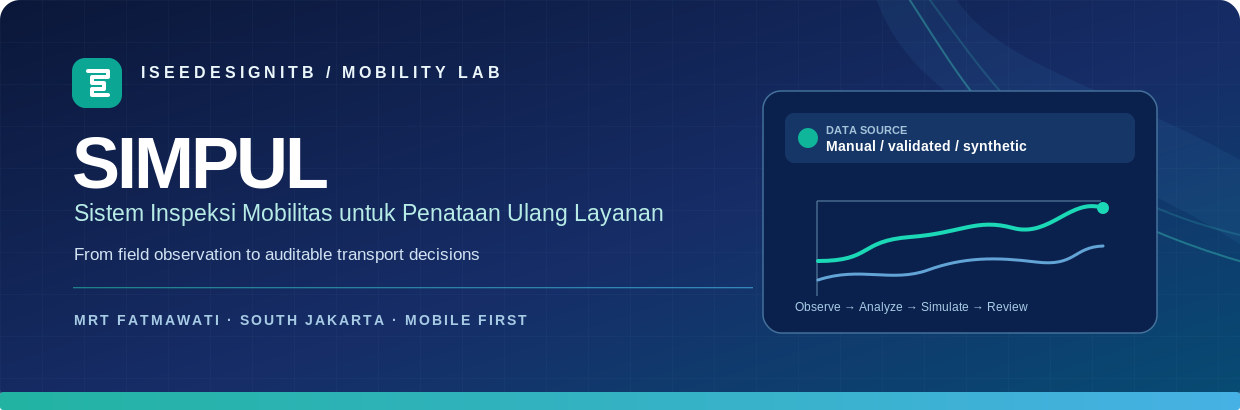 ISEEDESIGNITB / MOBILITY LAB
SIMPUL
Sistem Inspeksi Mobilitas untuk Penataan Ulang Layanan
From field observation to auditable transport decisions
MRT FATMAWATI · SOUTH JAKARTA · MOBILE FIRST
DATA SOURCE
Manual / validated / synthetic
Observe → Analyze → Simulate → Review